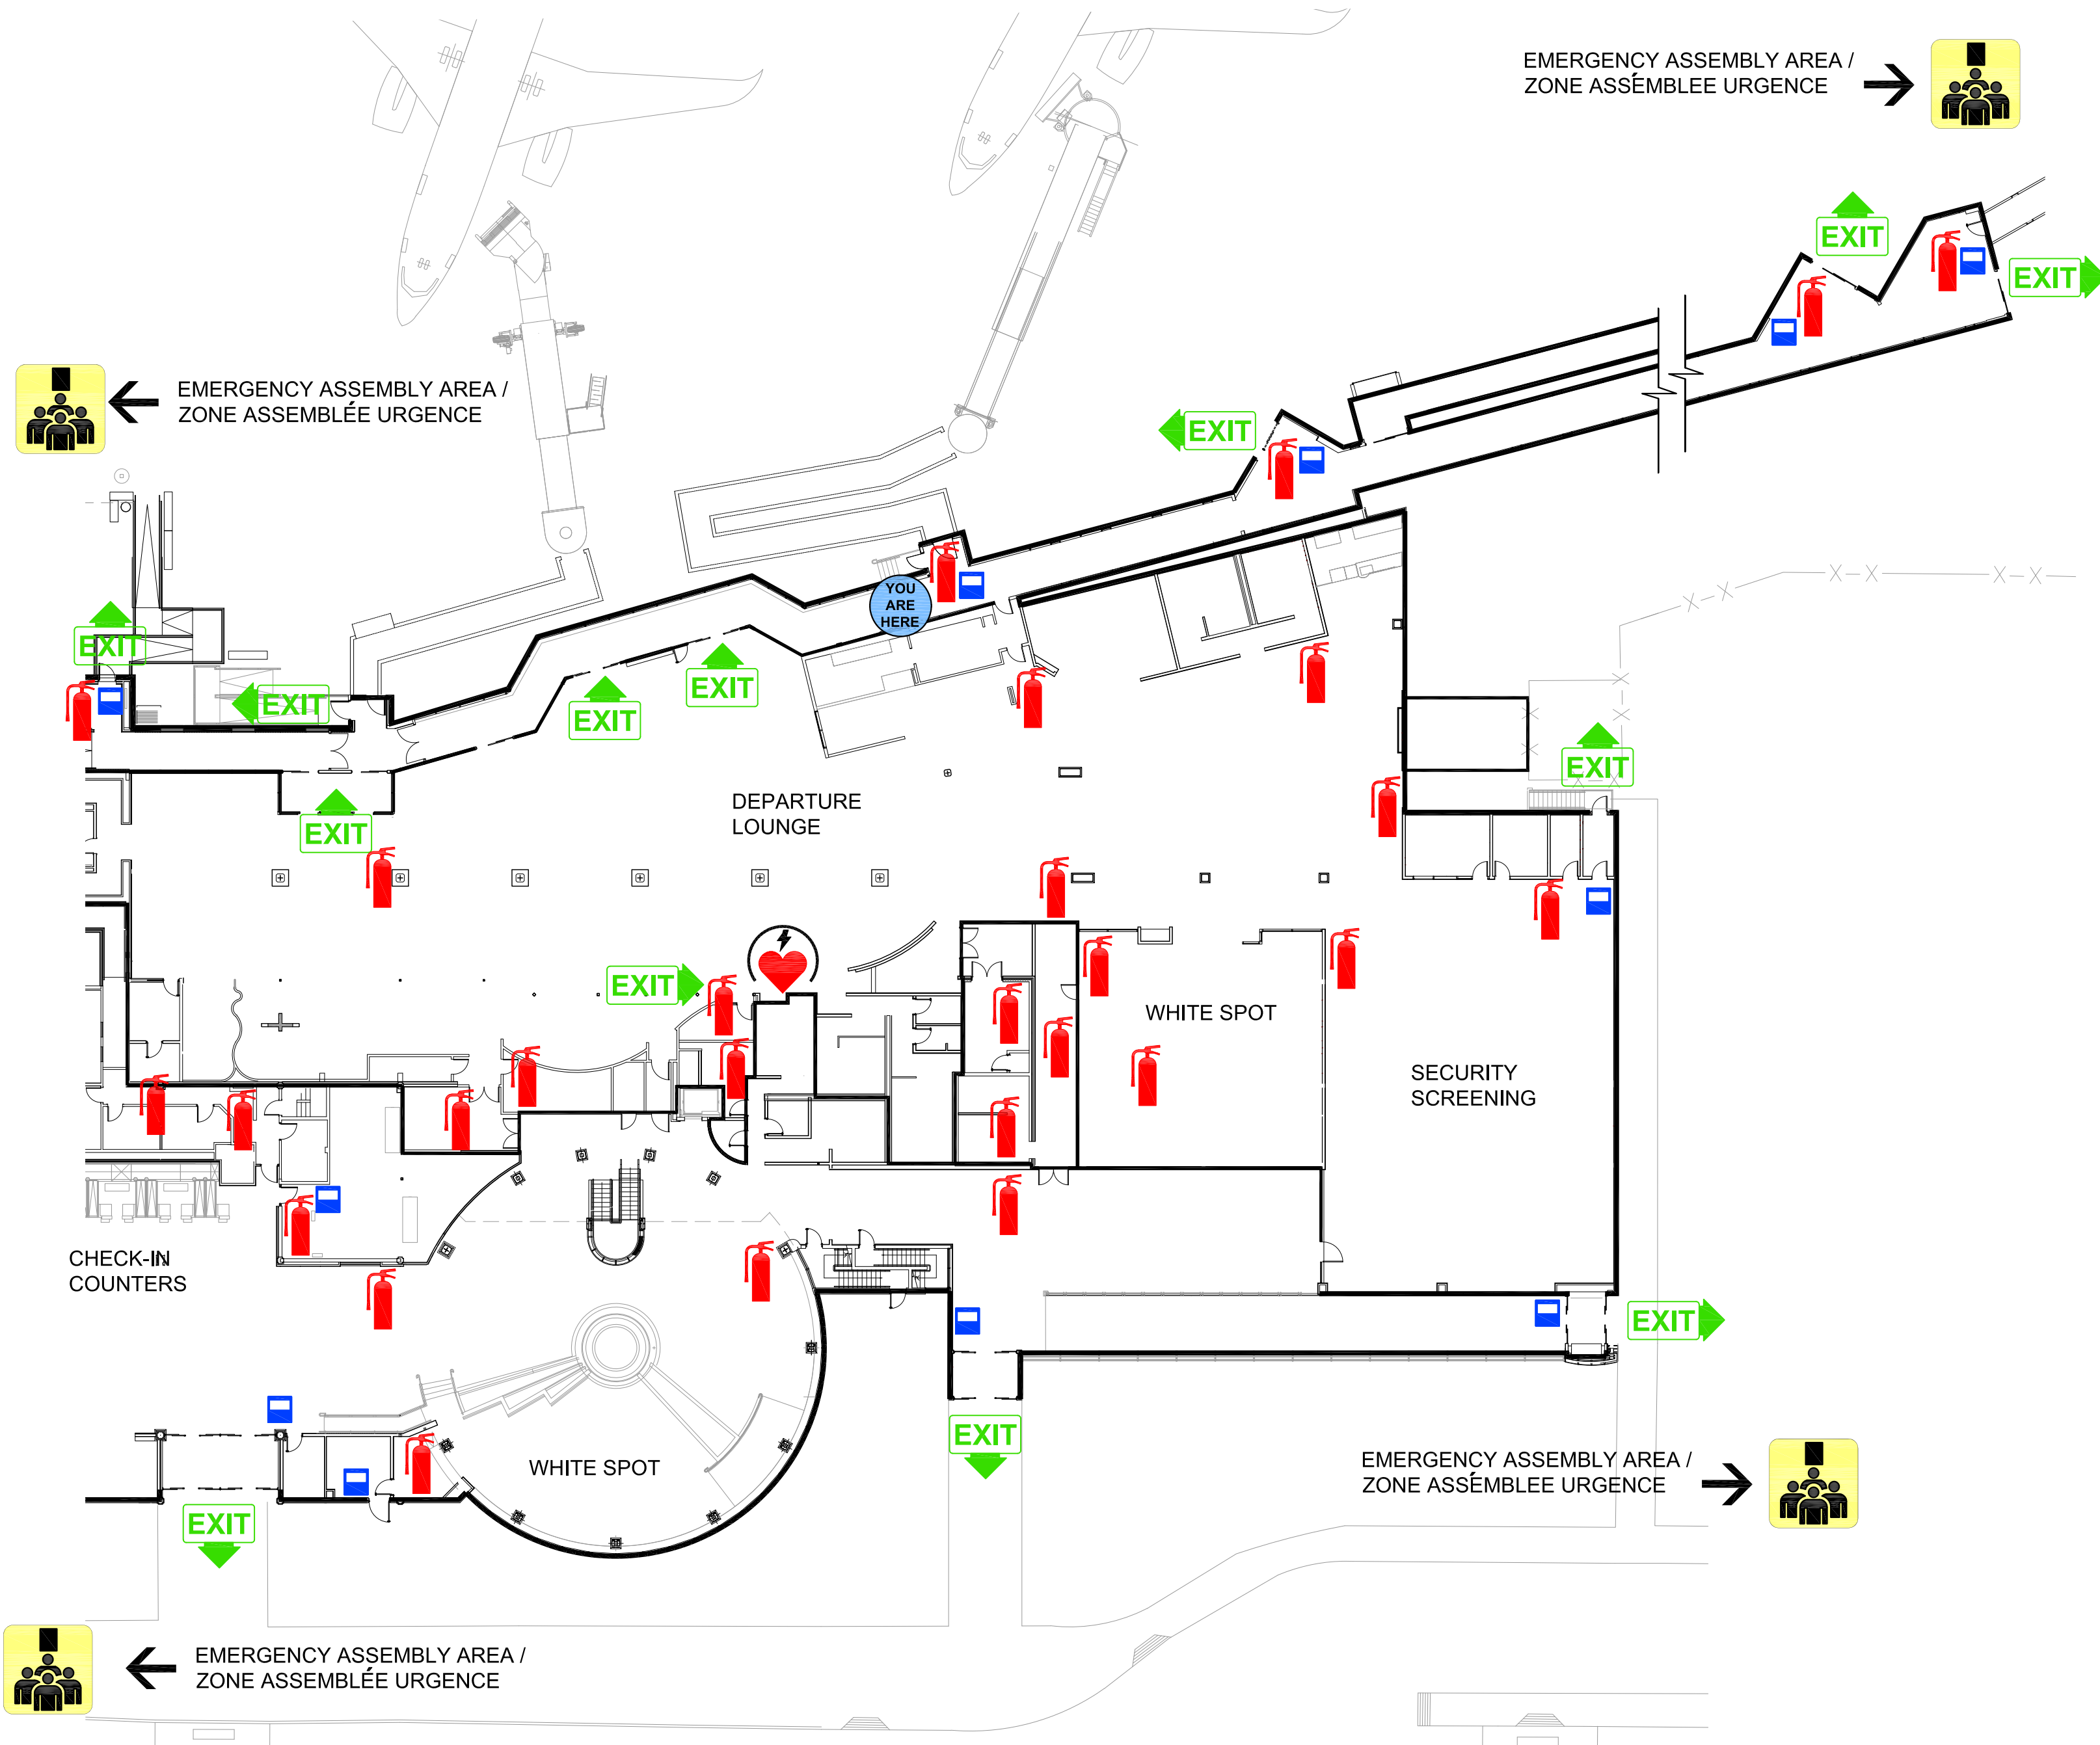 EMERGENCY ASSEMBLY AREA /
ZONE ASSÉMBLEE URGENCE
EXIT
EXIT
EMERGENCY ASSEMBLY AREA /
ZONE ASSEMBLÉE URGENCE
EXIT
YOU
ARE
HERE
EXIT
EXIT
EXIT
EXIT
EXIT
DEPARTURE
LOUNGE
EXIT
EXIT
WHITE SPOT
SECURITY
SCREENING
CHECK-IN
COUNTERS
EXIT
EXIT
WHITE SPOT
EMERGENCY ASSEMBLY AREA /
ZONE ASSÉMBLEE URGENCE
EXIT
EMERGENCY ASSEMBLY AREA /
ZONE ASSEMBLÉE URGENCE